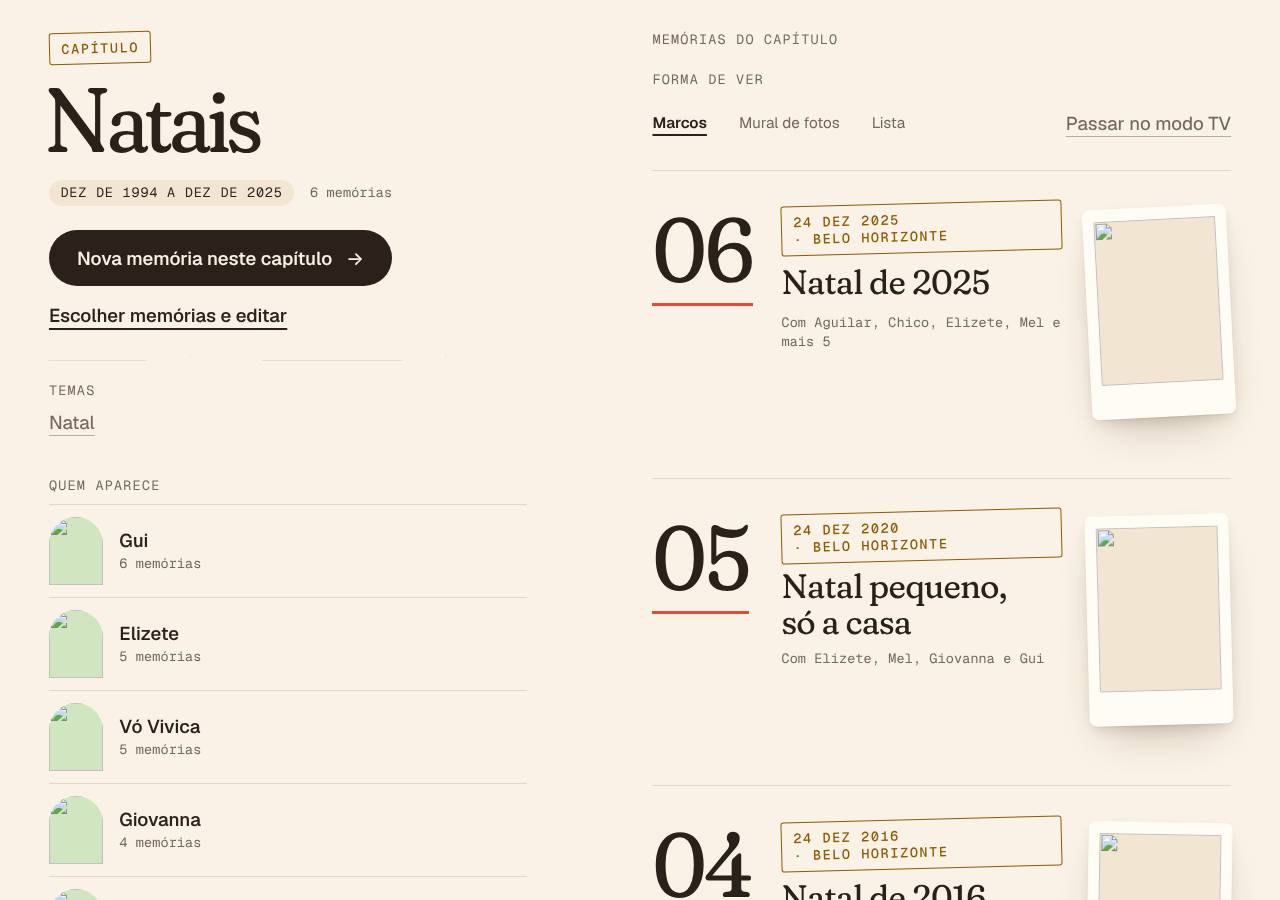 CAPÍTULO
Natais
DEZ DE 1994 A DEZ DE 2025
6 memórias
Nova memória neste capítulo →
Escolher memórias e editar
TEMAS
Natal
QUEM APARECE
Gui
6 memórias
Elizete
5 memórias
Vó Vivica
5 memórias
Giovanna
4 memórias
MEMÓRIAS DO CAPÍTULO
FORMA DE VER
Marcos
Mural de fotos
Lista
Passar no modo TV
06
24 DEZ 2025
· BELO HORIZONTE
Natal de 2025
Com Aguilar, Chico, Elizete, Mel e
mais 5
05
24 DEZ 2020
· BELO HORIZONTE
Natal pequeno,
só a casa
Com Elizete, Mel, Giovanna e Gui
04
24 DEZ 2016
· BELO HORIZONTE
Natal de 2016